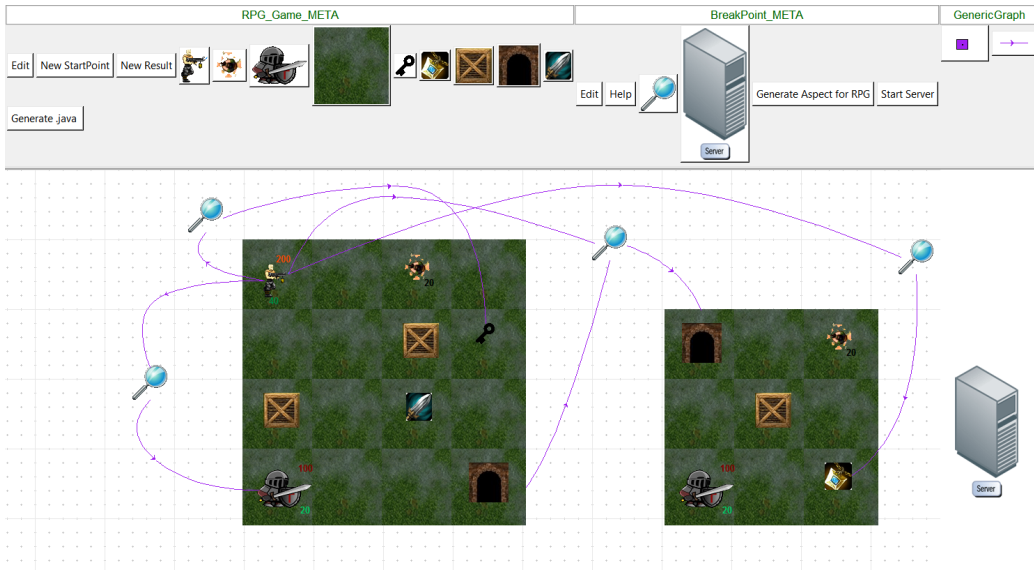 RPG_Game_META
BreakPoint_META
GenericGraph
Edit
New StartPoint
New Result
Generate .java
Edit
Help
Server
Generate Aspect for RPG
Start Server
200
40
20
20
100
20
100
20
Server